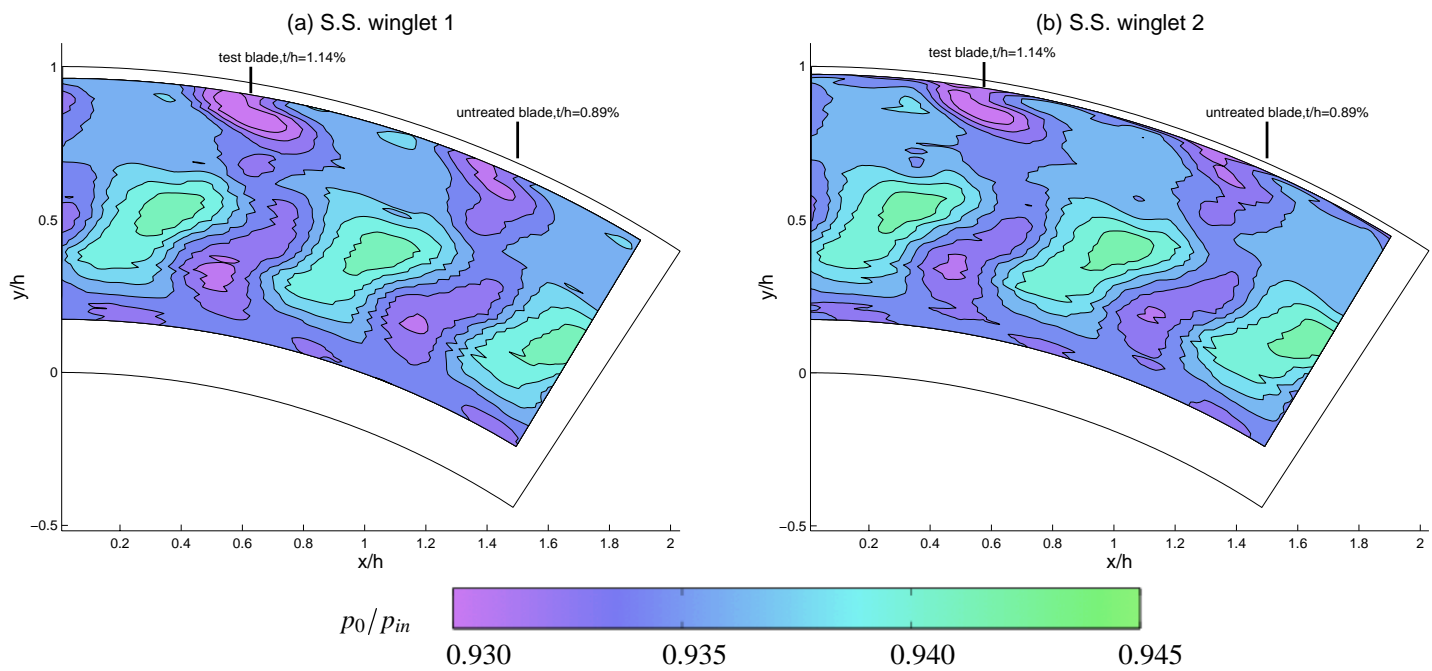 (a) S.S. winglet 1
test blade,t/h=1.14%
untreated blade,t/h=0.89%
1
0.5
0
−0.5
y/h
0.2 0.4 0.6 0.8 1 1.2 1.4 1.6 1.8 2
x/h
(b) S.S. winglet 2
test blade,t/h=1.14%
untreated blade,t/h=0.89%
1
0.5
0
−0.5
y/h
0.2 0.4 0.6 0.8 1 1.2 1.4 1.6 1.8 2
x/h
p0/pin
0.930 0.935 0.940 0.945